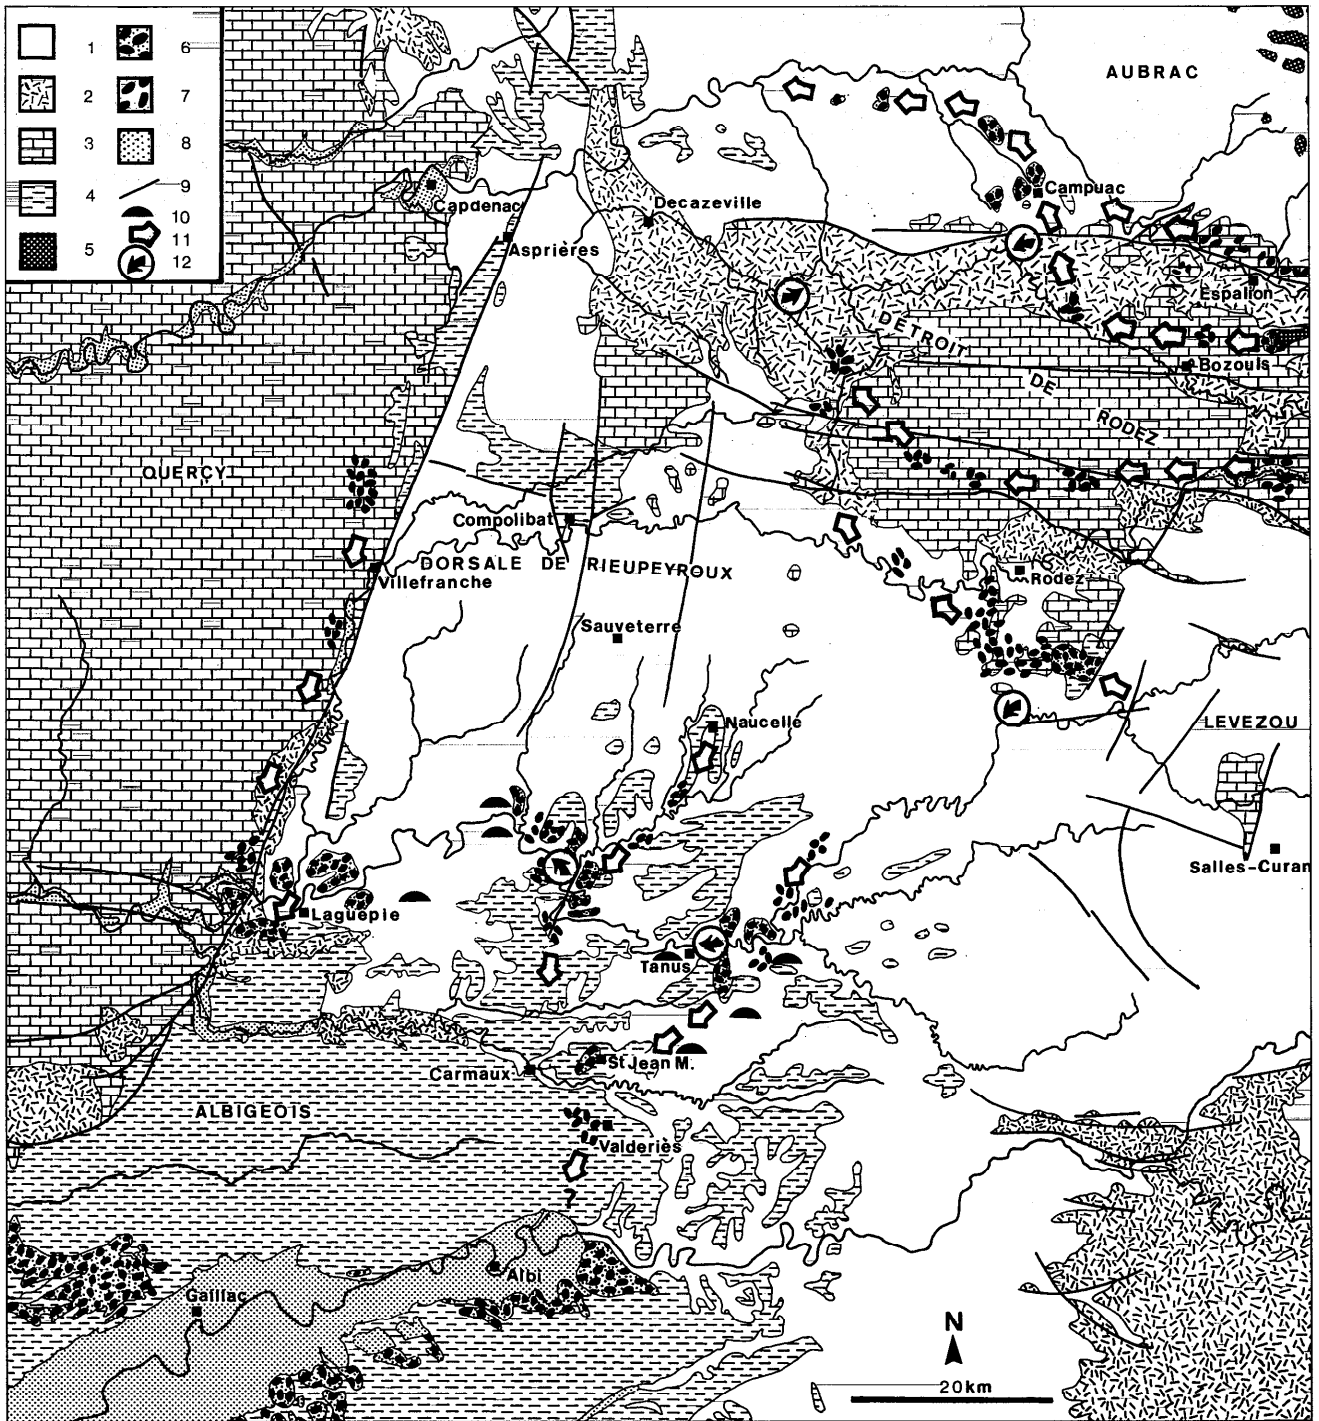 1
2
3
4
5
6
7
8
9
10
11
12
AUBRAC
Campuac
Capdenac
Decazeville
Asprières
Espalion
DETROIT
DE
RODEZ
Bozouls
QUERCY
Compolibat
DORSALE DE RIEUPEYROUX
Villefranche
Rodez
Sauveterre
Naucelle
LEVEZOU
Salles-Curan
Laguépie
Tanus
St Jean M.
Carmaux
ALBIGEOIS
Valderiès
?
Albi
Gaillac
N
20km